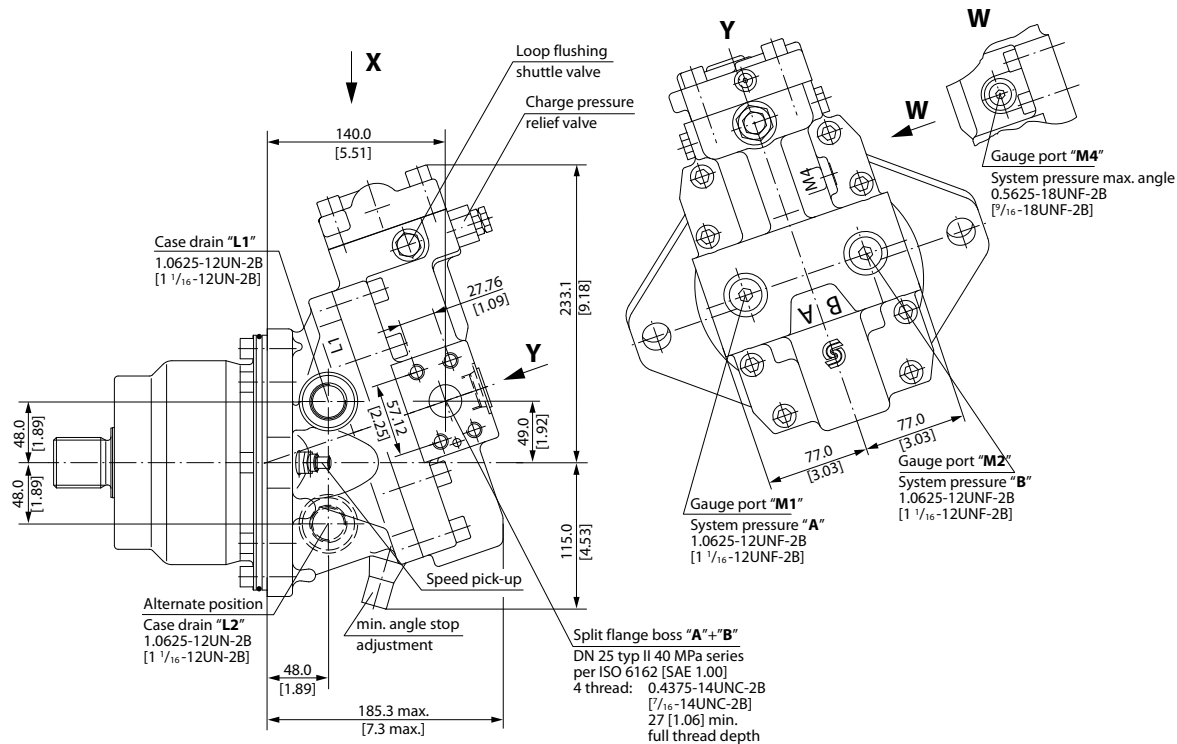 X
Loop flushing
shuttle valve
Charge pressure
relief valve
140.0
[5.51]
Case drain "L1"
1.0625-12UN-2B
[1 1/16-12UN-2B]
L1
27.76
[1.09]
233.1
[9.18]
Y
57.12
[2.25]
49.0
[1.92]
48.0
[1.89]
48.0
[1.89]
115.0
[4.53]
Speed pick-up
Alternate position
Case drain "L2"
1.0625-12UN-2B
[1 1/16-12UN-2B]
min. angle stop
adjustment
48.0
[1.89]
185.3 max.
[7.3 max.]
Split flange boss "A"+"B"
DN 25 typ II 40 MPa series
per ISO 6162 [SAE 1.00]
4 thread: 0.4375-14UNC-2B
[7/16-14UNC-2B]
27 [1.06] min.
full thread depth
Y
M4
B A
W
W
Gauge port "M4"
System pressure max. angle
0.5625-18UNF-2B
[9/16-18UNF-2B]
77.0
[3.03]
77.0
[3.03]
Gauge port "M2"
System pressure "B"
1.0625-12UNF-2B
[1 1/16-12UNF-2B]
Gauge port "M1"
System pressure "A"
1.0625-12UNF-2B
[1 1/16-12UNF-2B]